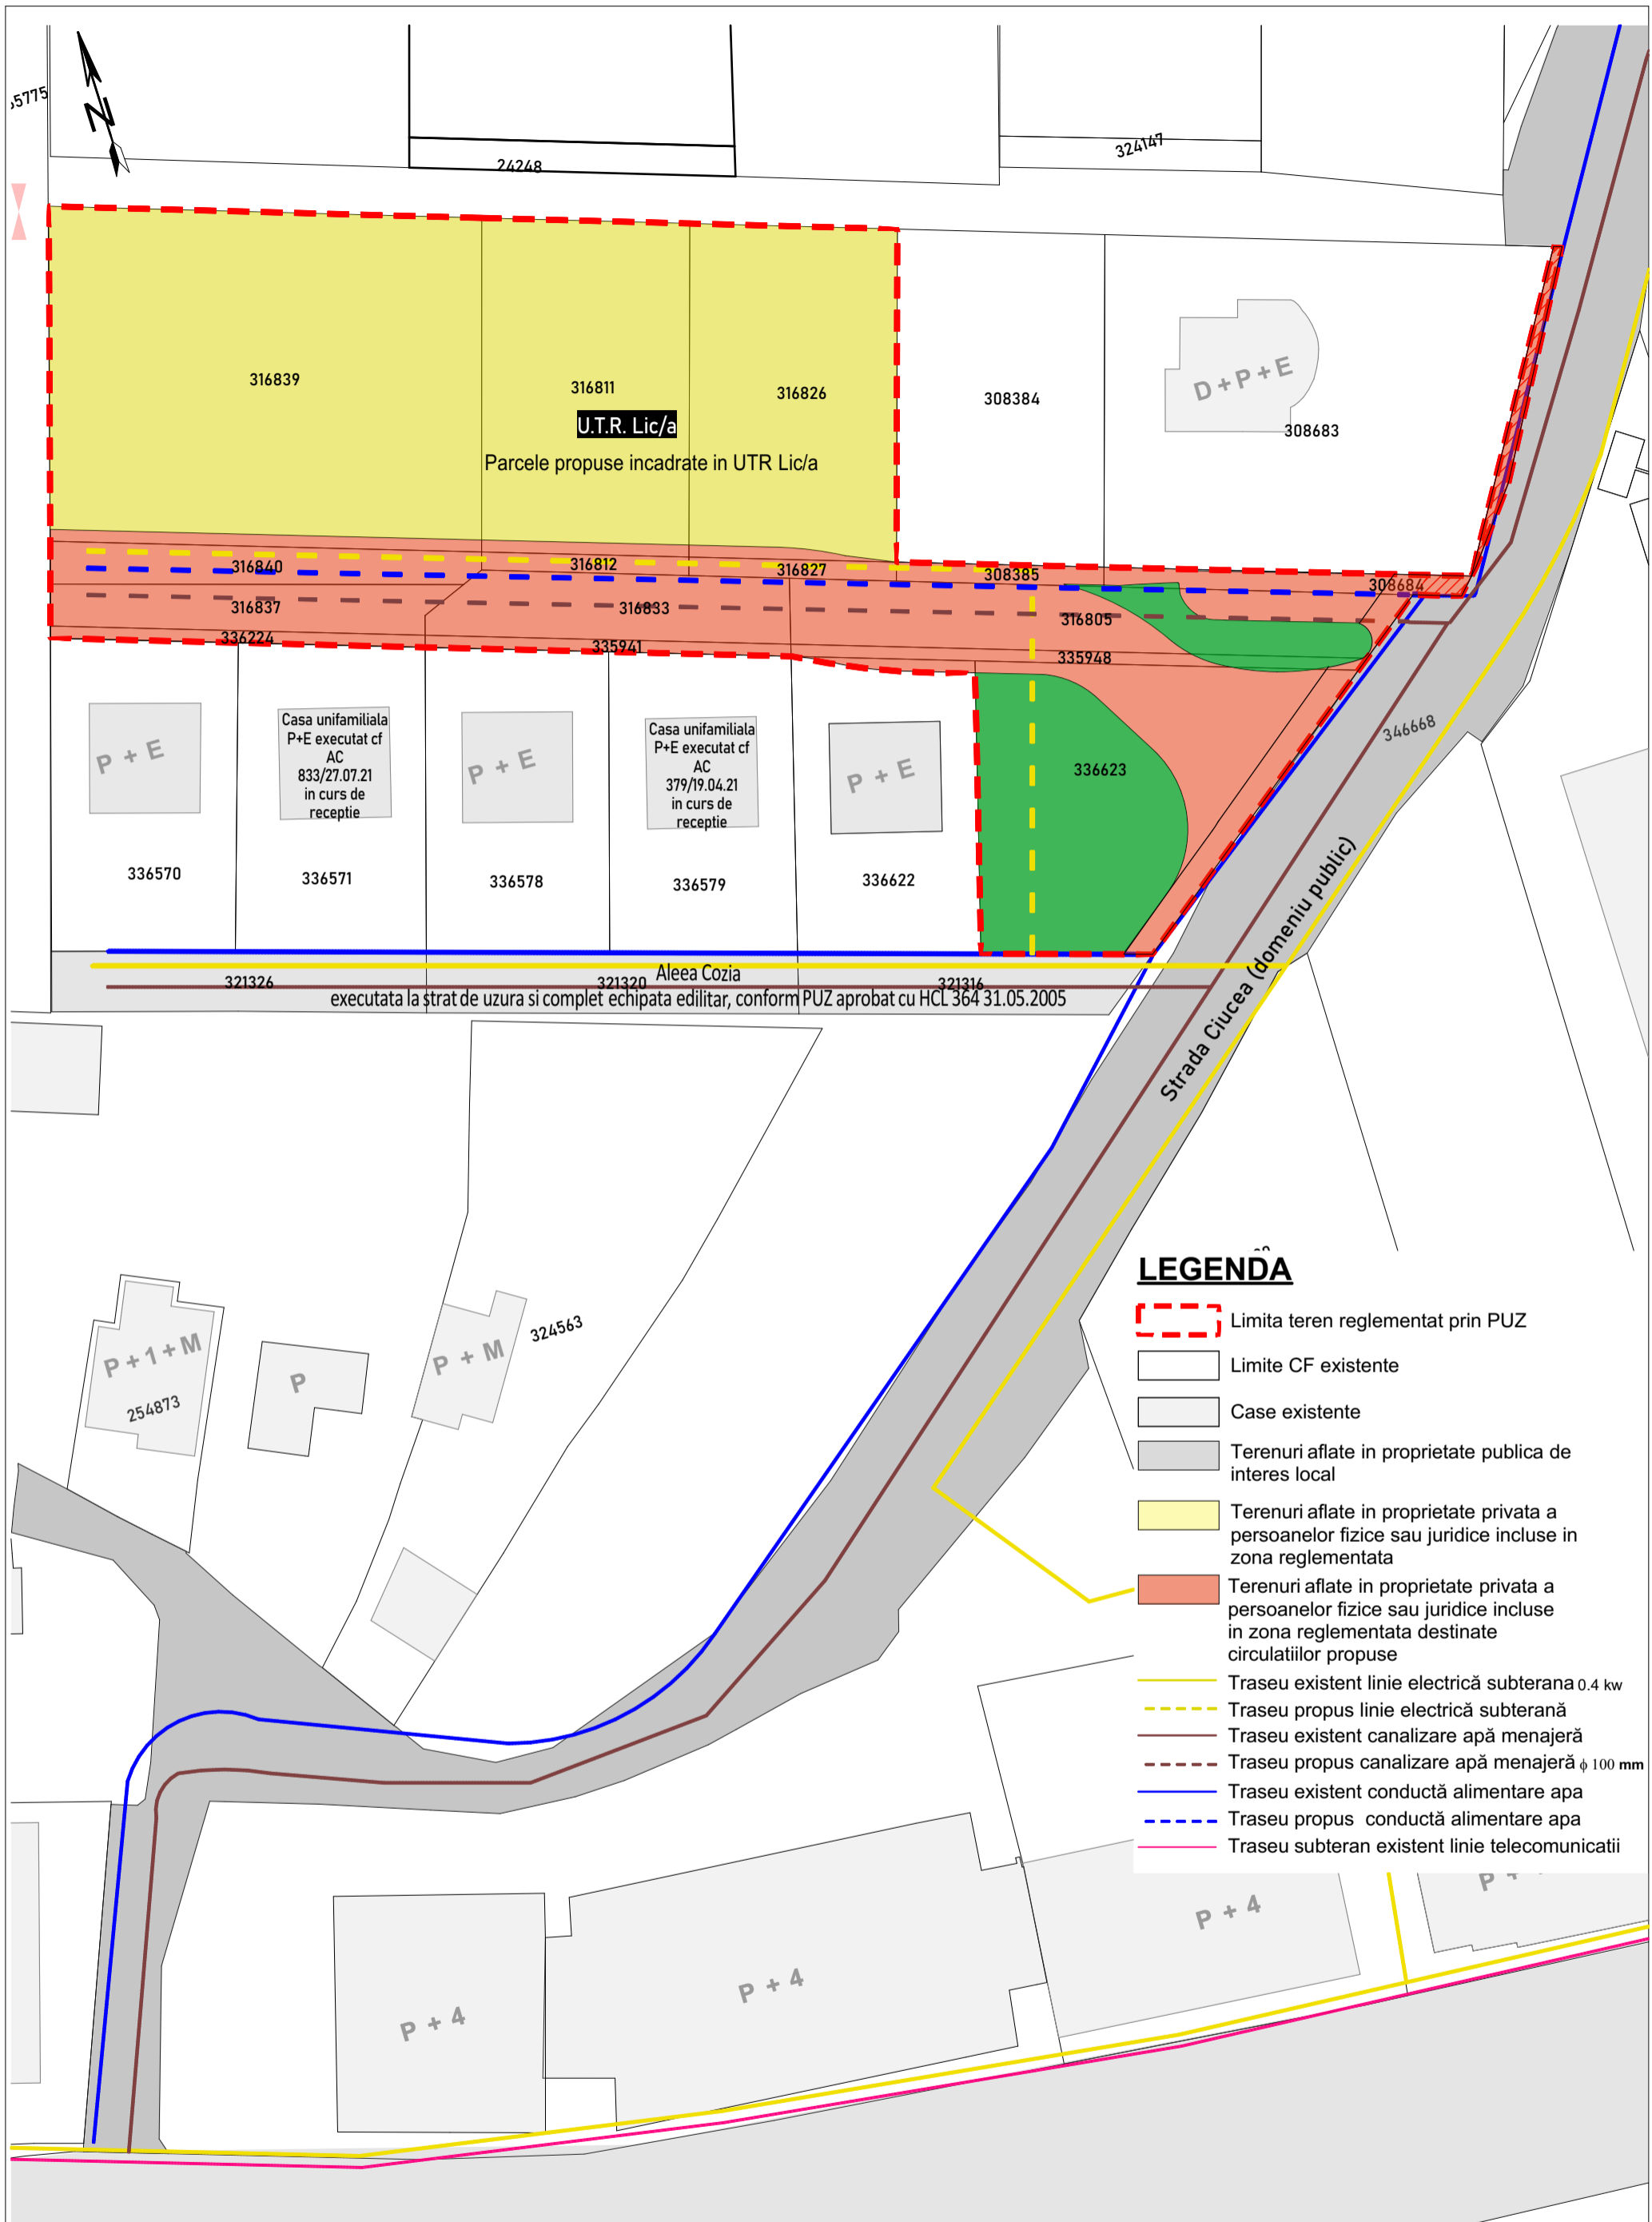 N
24248
324147
316839
316811
316826
308384
D + P + E
308683
U.T.R. Lic/a
Parcele propuse incadrate in UTR Lic/a
316840
316812
316827
308385
308684
316837
316833
316805
336224
335941
335948
P + E
Casa unifamiliala
P+E executat cf
AC
833/27.07.21
in curs de
receptie
P + E
Casa unifamiliala
P+E executat cf
AC
379/19.04.21
in curs de
receptie
P + E
336623
346668
336570
336571
336578
336579
336622
Strada Ciucea (domeniu public)
Aleea Cozia
321326
321320
321316
executata la strat de uzura si complet echipata edilitar, conform PUZ aprobat cu HCL 364 31.05.2005
P + 1 + M
254873
P
P + M
324563
LEGENDA
Limita teren reglementat prin PUZ
Limite CF existente
Case existente
Terenuri aflate in proprietate publica de
interes local
Terenuri aflate in proprietate privata a
persoanelor fizice sau juridice incluse in
zona reglementata
Terenuri aflate in proprietate privata a
persoanelor fizice sau juridice incluse
in zona reglementata destinate
circulatiilor propuse
Traseu existent linie electrică subterana 0.4 kw
Traseu propus linie electrică subterană
Traseu existent canalizare apă menajeră
Traseu propus canalizare apă menajeră ϕ 100 mm
Traseu existent conductă alimentare apa
Traseu propus conductă alimentare apa
Traseu subteran existent linie telecomunicatii
P + 4
P + 4
P + 4